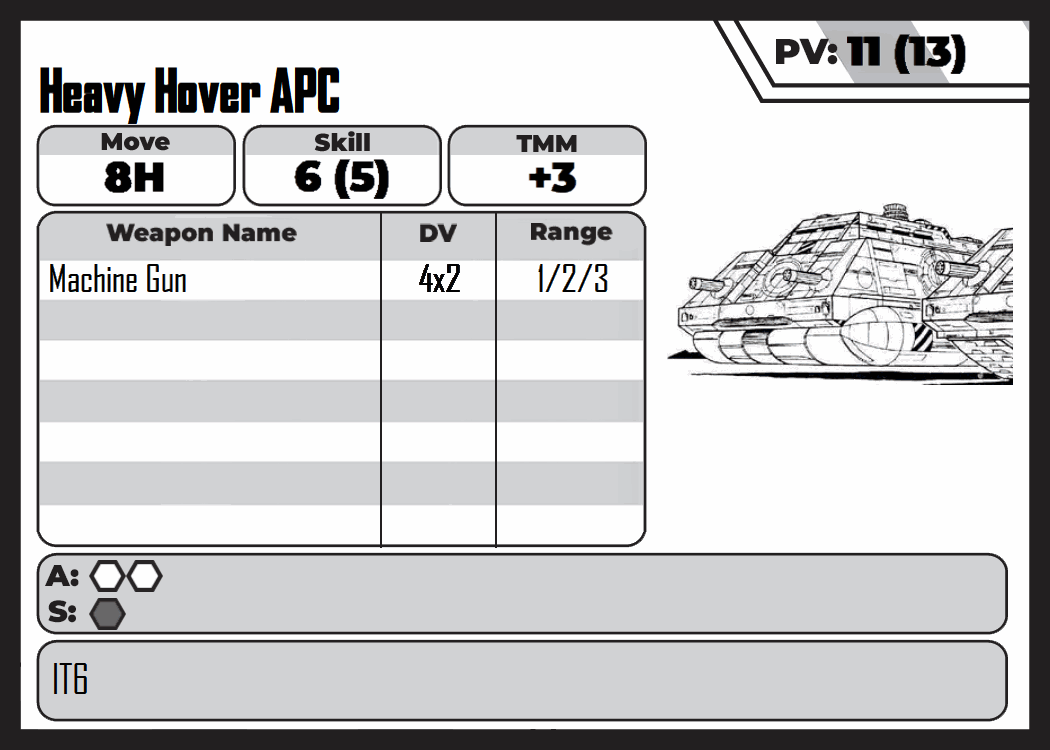 PV: 11 (13)
Heavy Hover APC
Move Skill TMM
8H 6 (5) +3
Weapon Name DV Range
Machine Gun 4x2 1/2/3
A:
S:
IT6